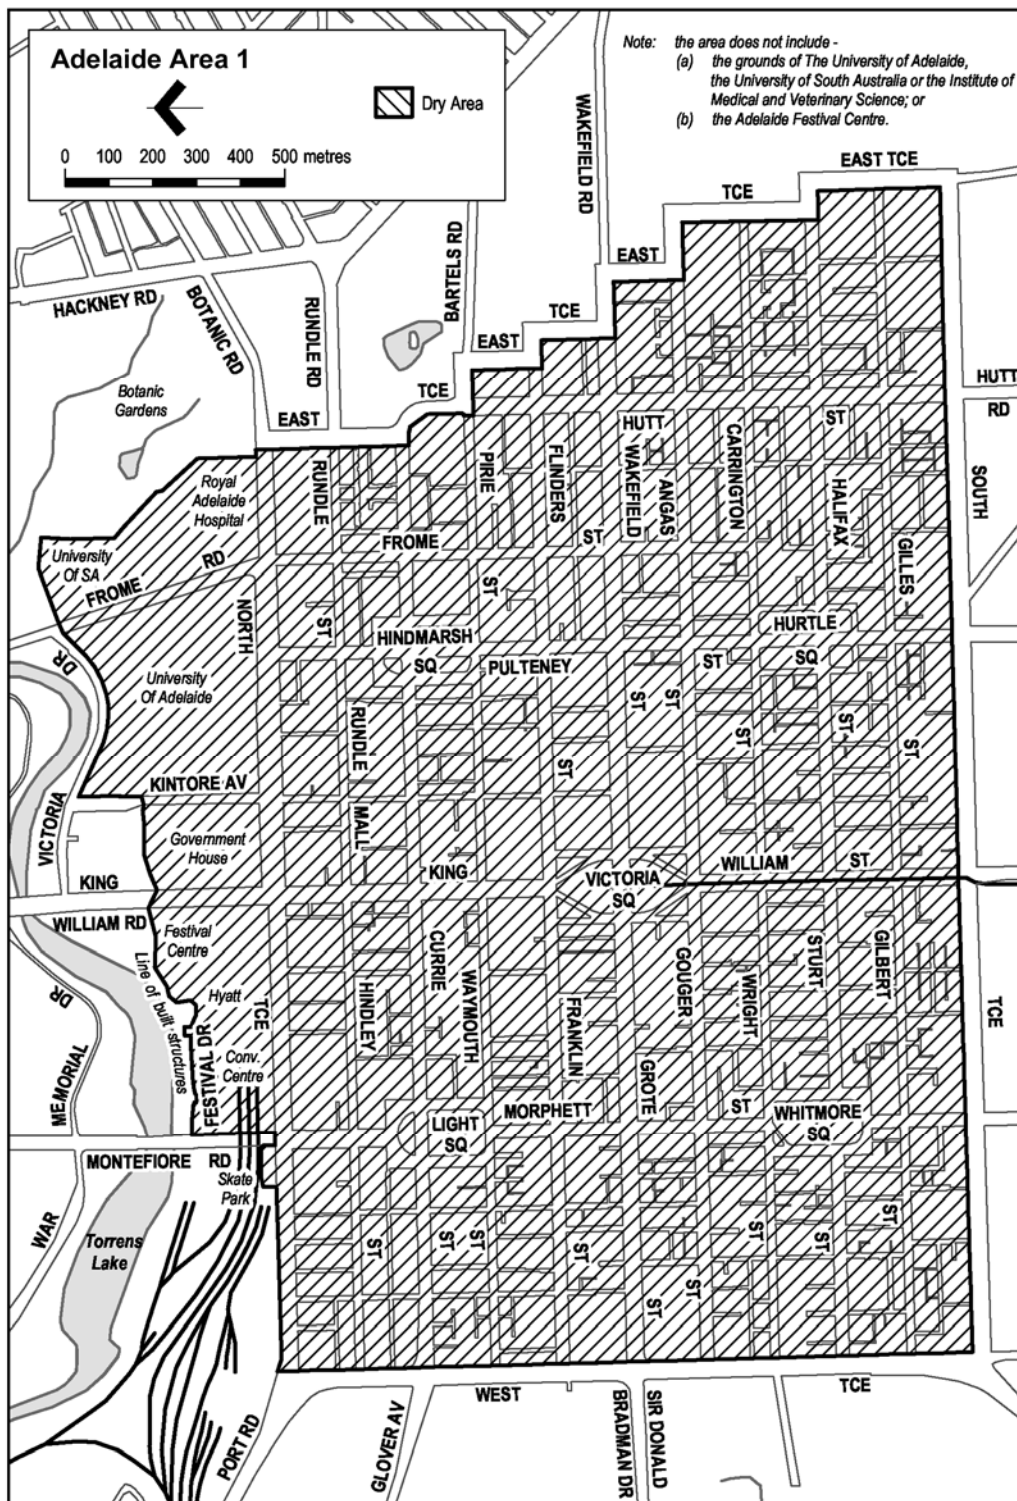 Adelaide Area 1
Dry Area
0 100 200 300 400 500 metres
Note: the area does not include -
(a) the grounds of The University of Adelaide,
the University of South Australia or the Institute of
Medical and Veterinary Science; or
(b) the Adelaide Festival Centre.
EAST TCE
TCE
WAKEFIELD RD
EAST
BARTELS RD
TCE
EAST
HACKNEY RD
BOTANIC RD
RUNDLE RD
TCE
EAST
Botanic
Gardens
HUTT
RD
ST
HUTT
Royal
Adelaide
Hospital
RUNDLE
PIRIE
FLINDERS
WAKEFIELD
ANGAS
CARRINGTON
HALIFAX
SOUTH
FROME
ST
University
Of SA
FROME
RD
GILLES
NORTH
ST
ST
HINDMARSH
SQ
PULTENEY
ST
HURTLE
SQ
DR
University
Of Adelaide
ST
ST
RUNDLE
ST
ST
ST
ST
KINTORE AV
MALL
VICTORIA
Government
House
KING
VICTORIA
SQ
WILLIAM
ST
KING
WILLIAM RD
Festival
Centre
Line of built structures
CURRIE
WAYMOUTH
HINDLEY
FRANKLIN
GOUGER
WRIGHT
STURT
GILBERT
DR
Hyatt
TCE
TCE
MEMORIAL
FESTIVAL DR
Conv.
Centre
GROTE
ST
LIGHT
SQ
MORPHETT
WHITMORE
SQ
MONTEFIORE RD
Skate
Park
WAR
Torrens
Lake
ST
ST
ST
ST
ST
ST
ST
ST
ST
WEST
TCE
PORT RD
GLOVER AV
SIR DONALD
BRADMAN DR